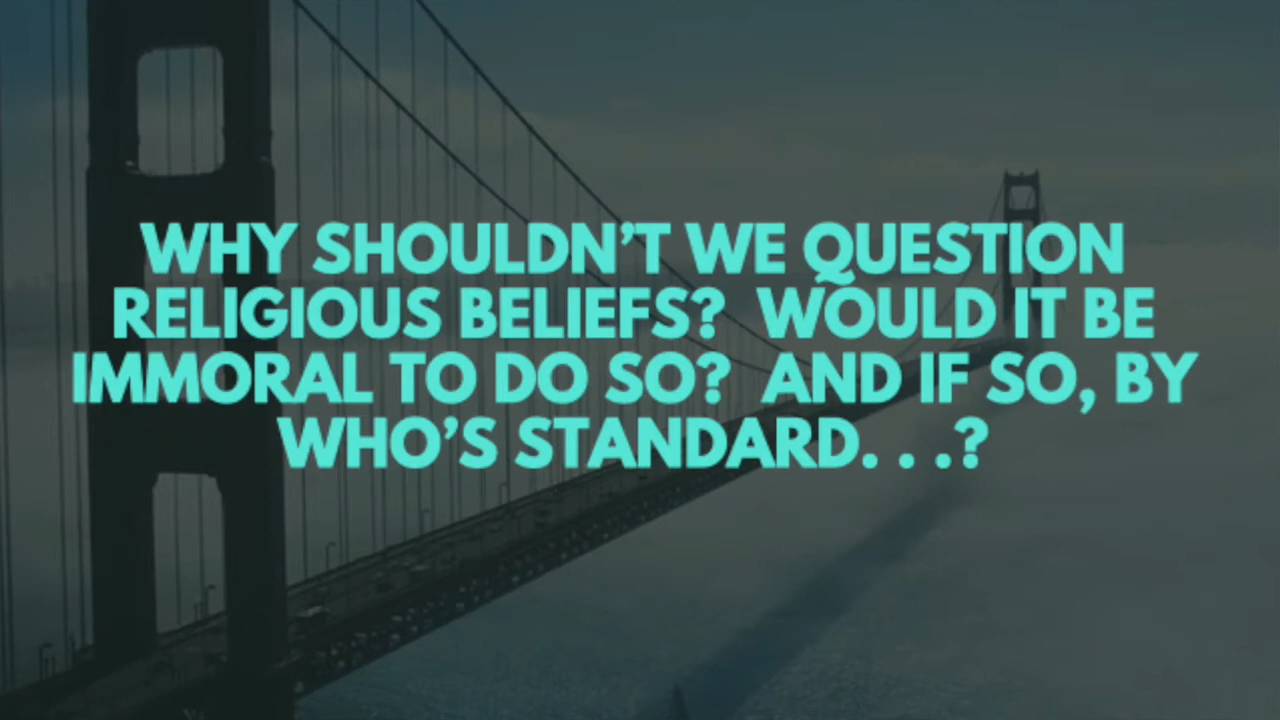 WHY SHOULDN'T WE QUESTION
RELIGIOUS BELIEFS? WOULD IT BE
IMMORAL TO DO SO? AND IF SO, BY
WHO'S STANDARD. . .?